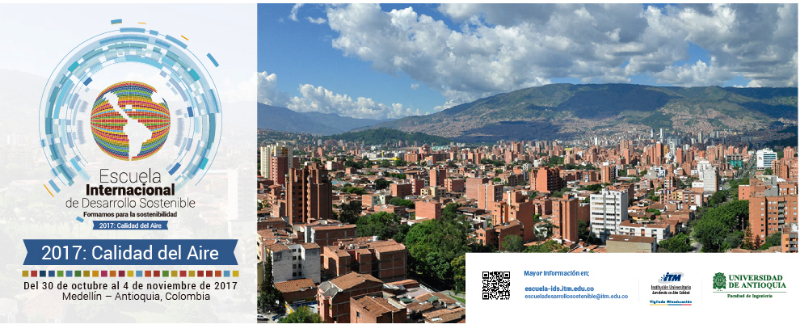 Escuela
Internacional
de Desarrollo Sostenible
Formamos para la sostenibilidad
2017: Calidad del Aire
2017: Calidad del Aire
Del 30 de octubre al 4 de noviembre de 2017
Medellín – Antioquia, Colombia
Mayor información en:
escuela-ids.itm.edu.co
escueladesarrollosostenible@itm.edu.co
iTM
Institución Universitaria
Acreditada en Alta Calidad
Vigilada Mineducación
UNIVERSIDAD
DE ANTIOQUIA
Facultad de Ingeniería